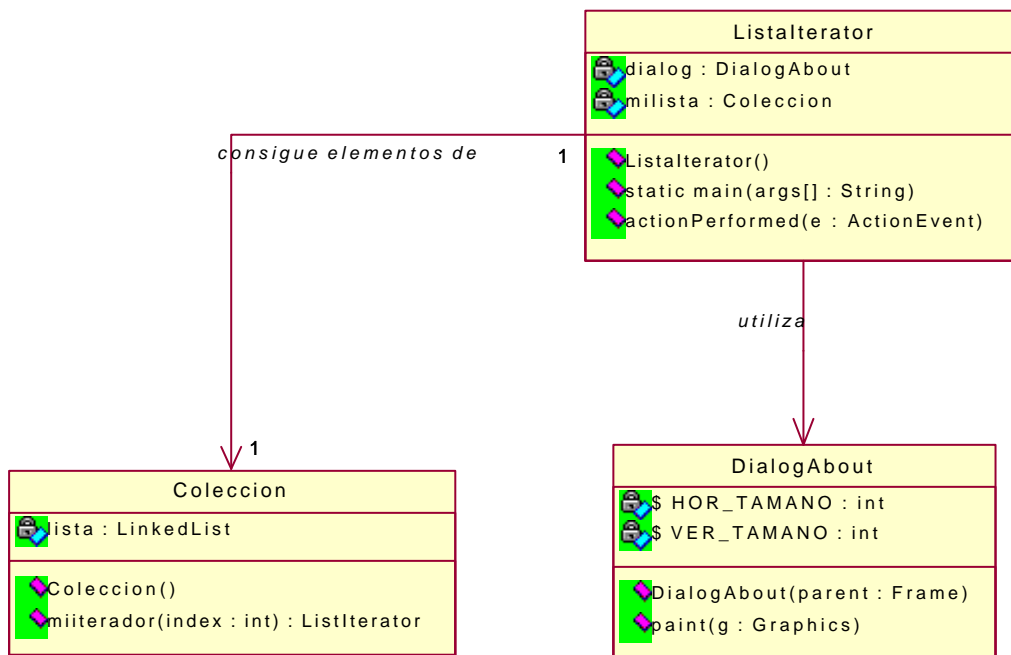 ListaIterator
dialog : DialogAbout
milista : Coleccion
ListaIterator()
static main(args[] : String)
actionPerformed(e : ActionEvent)
consigue elementos de
1
utiliza
1
Coleccion
lista : LinkedList
Coleccion()
miiterador(index : int) : ListIterator
DialogAbout
$ HOR_TAMANO : int
$ VER_TAMANO : int
DialogAbout(parent : Frame)
paint(g : Graphics)